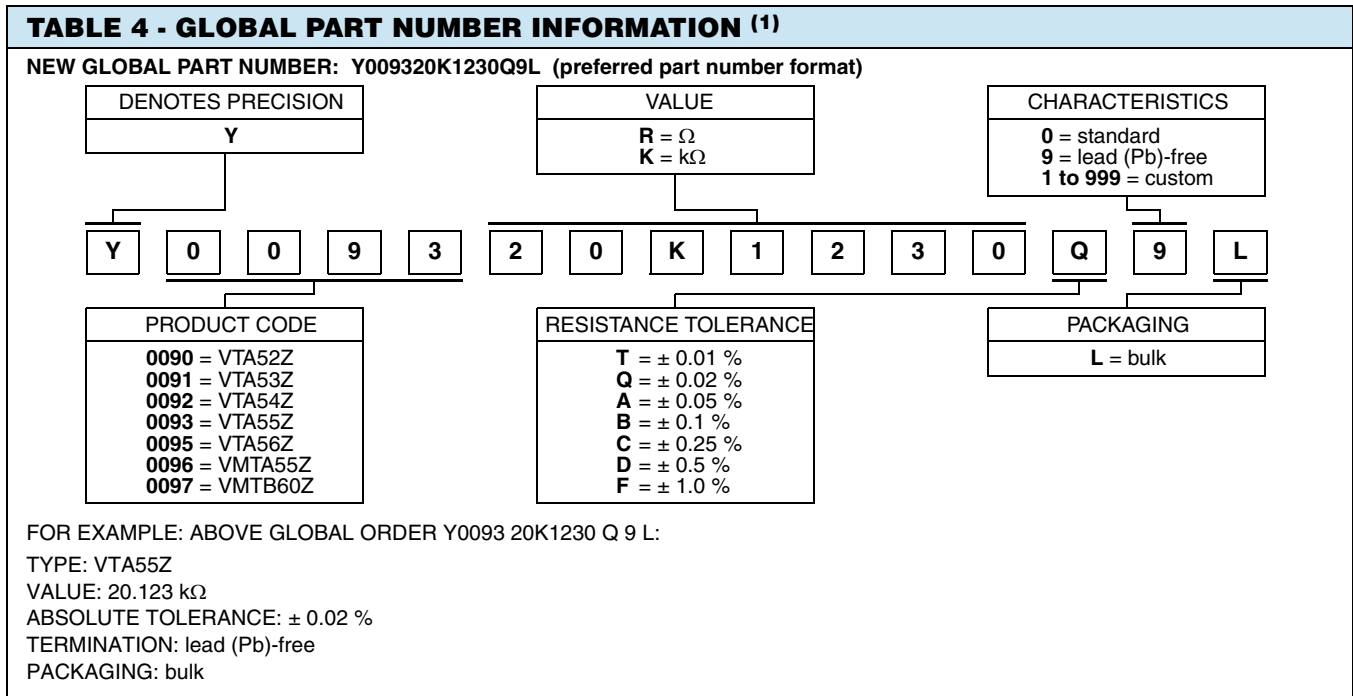 TABLE 4 - GLOBAL PART NUMBER INFORMATION (1)
NEW GLOBAL PART NUMBER: Y009320K1230Q9L (preferred part number format)
DENOTES PRECISION
Y
VALUE
R = Ω
K = kΩ
CHARACTERISTICS
0 = standard
9 = lead (Pb)-free
1 to 999 = custom
Y 0 0 9 3 2 0 K 1 2 3 0 Q 9 L
PRODUCT CODE
0090 = VTA52Z
0091 = VTA53Z
0092 = VTA54Z
0093 = VTA55Z
0095 = VTA56Z
0096 = VMTA55Z
0097 = VMTB60Z
RESISTANCE TOLERANCE
T = ± 0.01 %
Q = ± 0.02 %
A = ± 0.05 %
B = ± 0.1 %
C = ± 0.25 %
D = ± 0.5 %
F = ± 1.0 %
PACKAGING
L = bulk
FOR EXAMPLE: ABOVE GLOBAL ORDER Y0093 20K1230 Q 9 L:
TYPE: VTA55Z
VALUE: 20.123 kΩ
ABSOLUTE TOLERANCE: ± 0.02 %
TERMINATION: lead (Pb)-free
PACKAGING: bulk